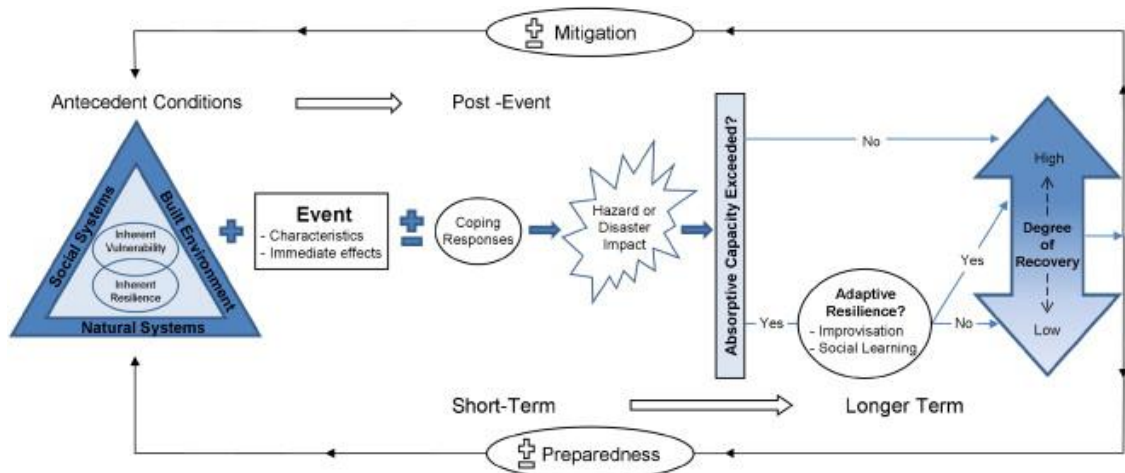 Mitigation
Antecedent Conditions
Post -Event
Social Systems
Built Environment
Natural Systems
Inherent
Vulnerability
Inherent
Resilience
Event
- Characteristics
- Immediate effects
Coping
Responses
Hazard or
Disaster
Impact
Absorptive Capacity Exceeded?
No
Yes
Adaptive
Resilience?
- Improvisation
- Social Learning
Yes
No
High
Degree of
Recovery
Low
Short-Term
Longer Term
Preparedness